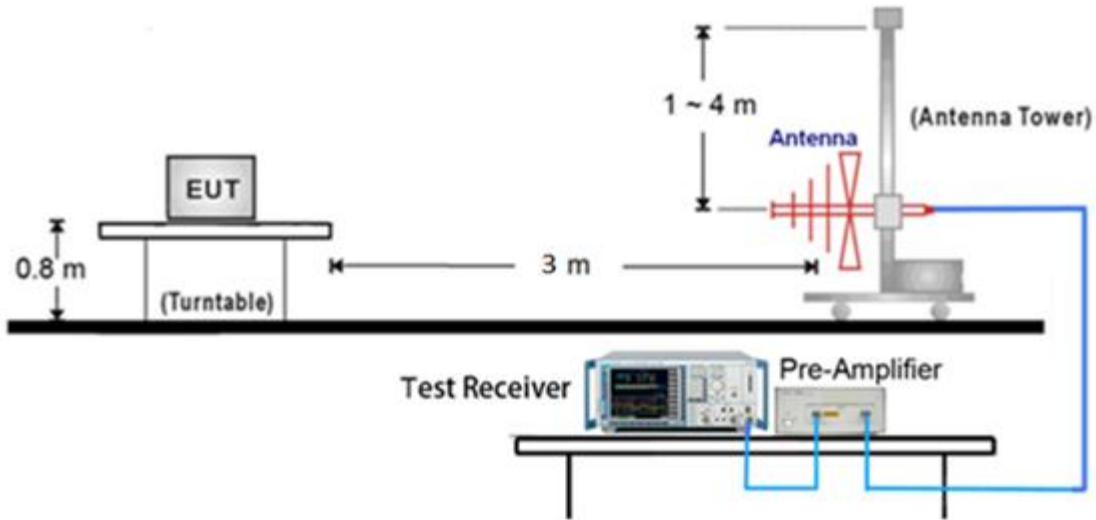 1 ~ 4 m
(Antenna Tower)
Antenna
EUT
0.8 m
3 m
(Turntable)
Test Receiver
Pre-Amplifier